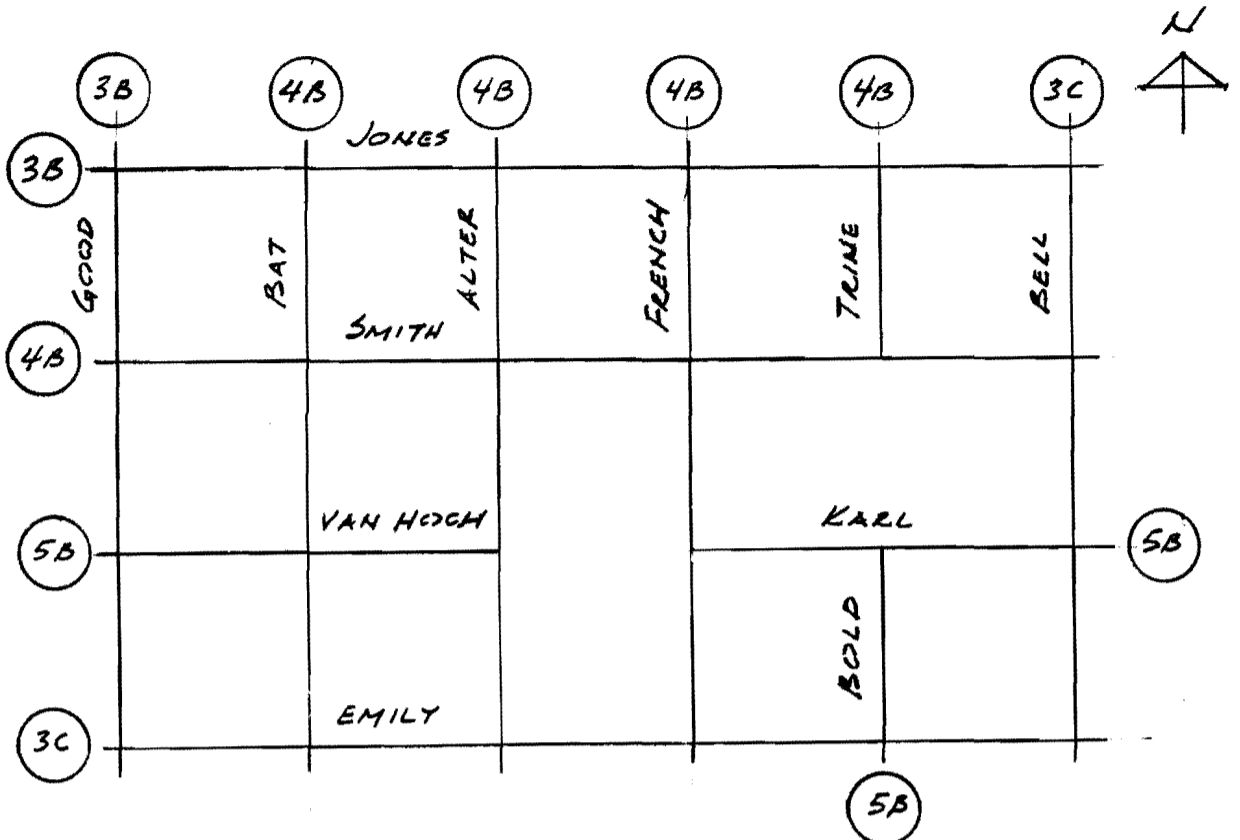 N
3B 4B 4B 4B 4B 3C
JONES
3B
GOOD
BAT
ALTER
FRENCH
TRINE
BELL
SMITH
4B
VAN HOCH
KARL
5B
5B
BOLD
EMILY
3C
5B